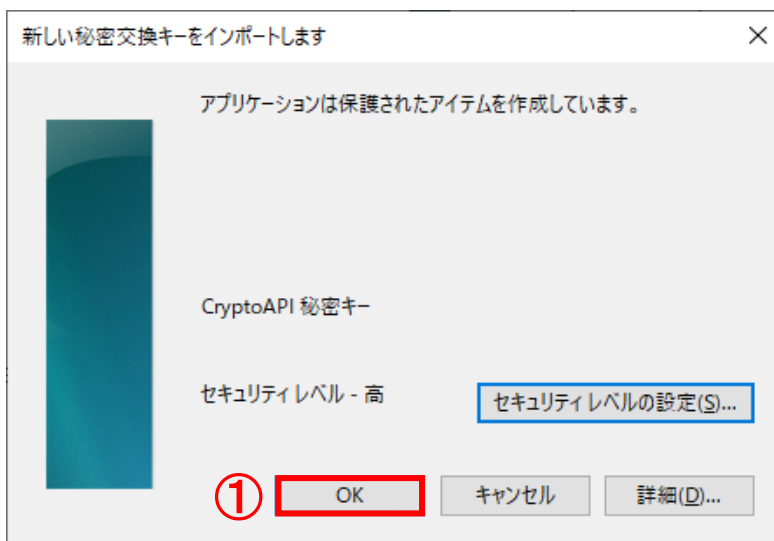 新しい秘密交換キーをインポートします
アプリケーションは保護されたアイテムを作成しています。
CryptoAPI 秘密キー
セキュリティ レベル - 高
セキュリティ レベルの設定(S)...
① OK キャンセル 詳細(D)...